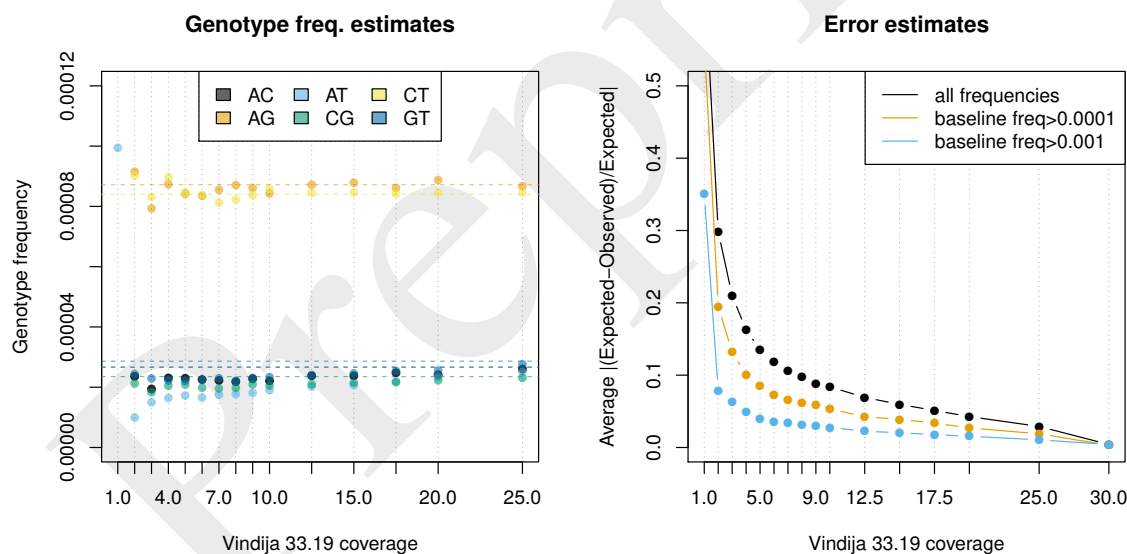 Genotype freq. estimates
Genotype frequency
0.00012
0.00008
0.00004
0.00000
AC AT CT
AG CG GT
1.0 4.0 7.0 10.0 15.0 20.0 25.0
Vindija 33.19 coverage
Error estimates
Average |(Expected−Observed)/Expected|
0.5
0.4
0.3
0.2
0.1
0.0
all frequencies
baseline freq>0.0001
baseline freq>0.001
1.0 5.0 9.0 12.5 17.5 25.0 30.0
Vindija 33.19 coverage
Prepri